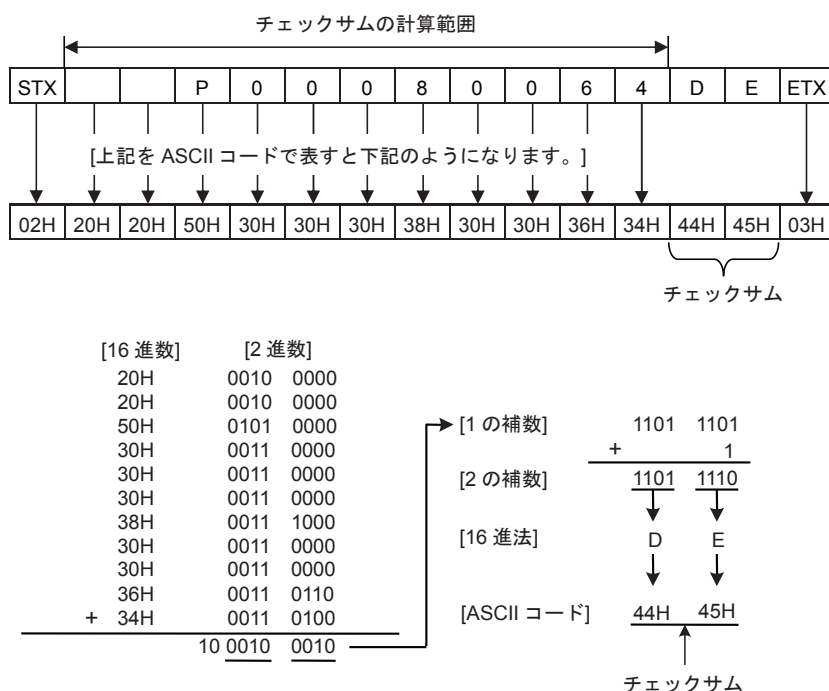 チェックサムの計算範囲
STX P 0 0 0 8 0 0 6 4 D E ETX
[上記を ASCII コードで表すと下記のようになります。]
02H 20H 20H 50H 30H 30H 30H 38H 30H 30H 36H 34H 44H 45H 03H
チェックサム
[16 進数] [2 進数]
20H 0010 0000
20H 0010 0000
50H 0101 0000
30H 0011 0000
30H 0011 0000
30H 0011 0000
38H 0011 1000
30H 0011 0000
30H 0011 0000
36H 0011 0110
+ 34H 0011 0100
10 0010 0010
[1 の補数] 1101 1101
+ 1
[2 の補数] 1101 1110
[16 進法] D E
[ASCII コード] 44H 45H
チェックサム